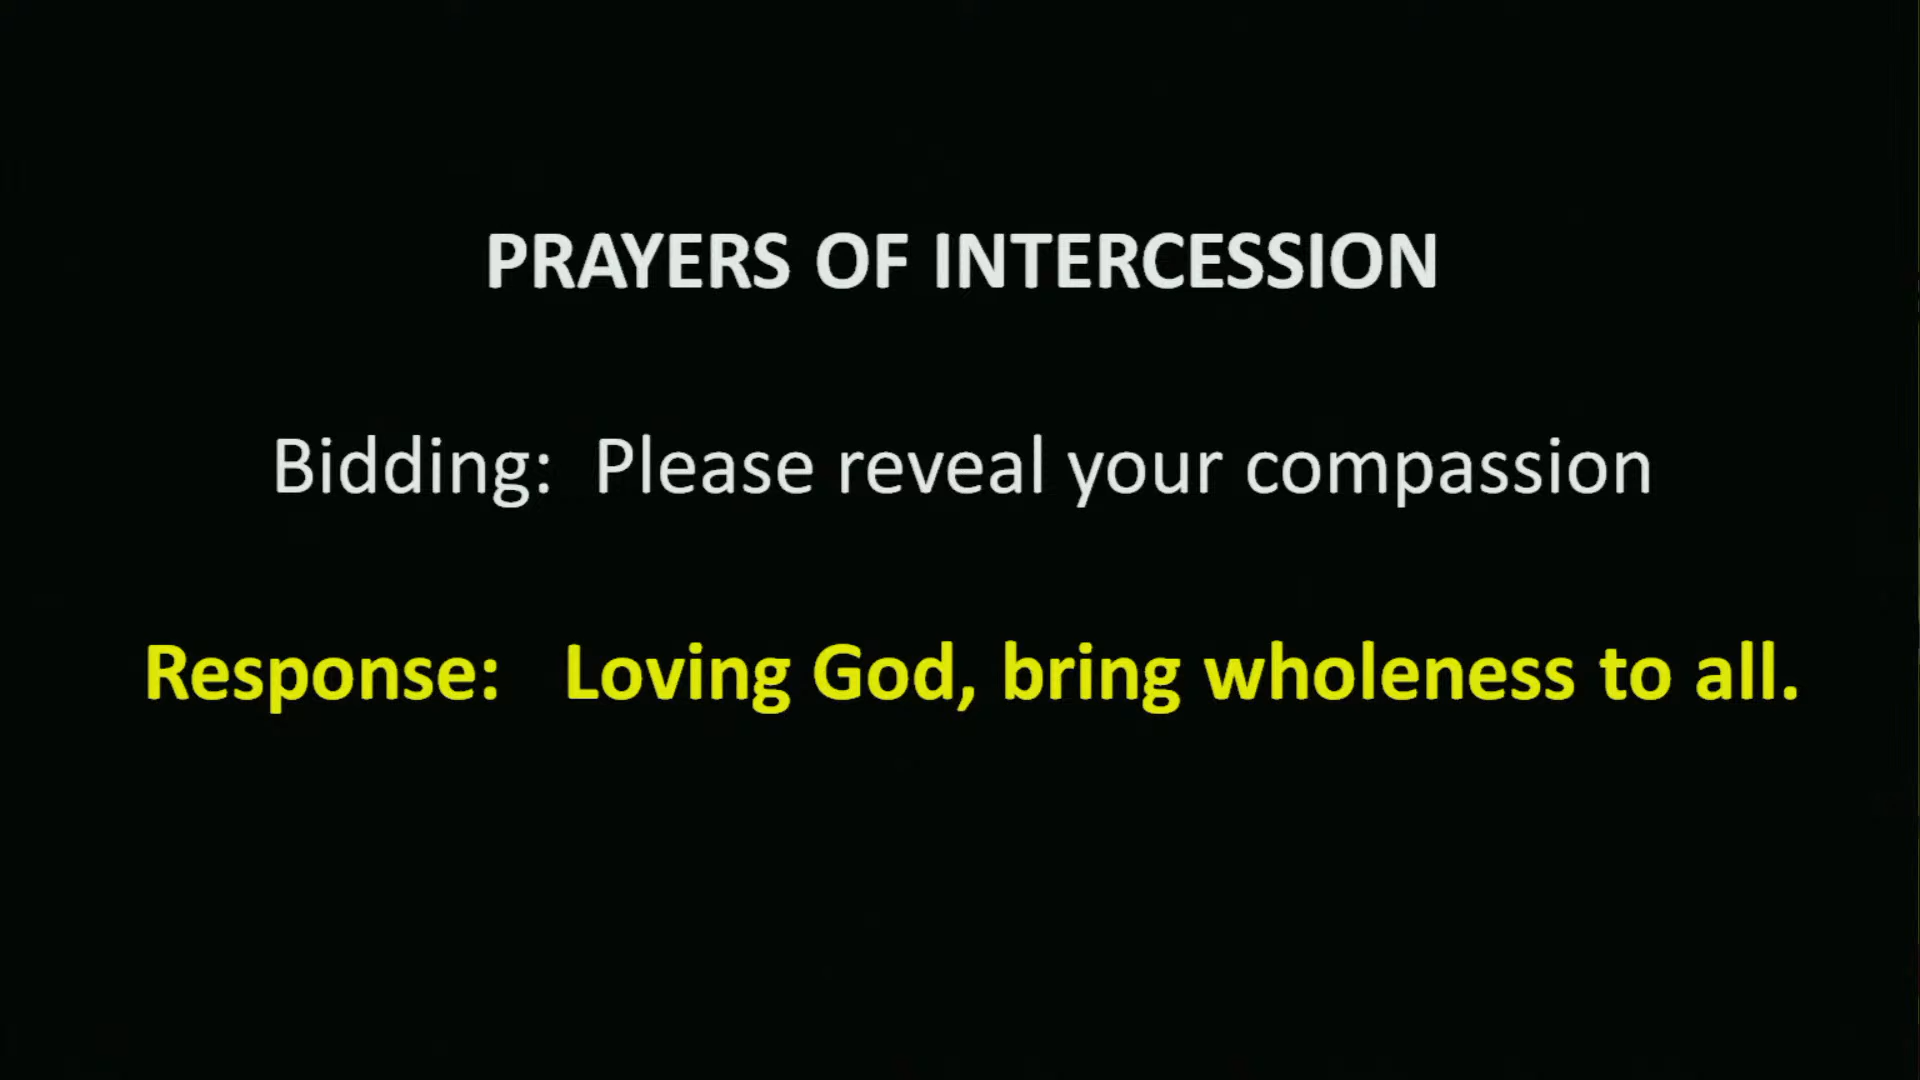 PRAYERS OF INTERCESSION
Bidding: Please reveal your compassion
Response: Loving God, bring wholeness to all.